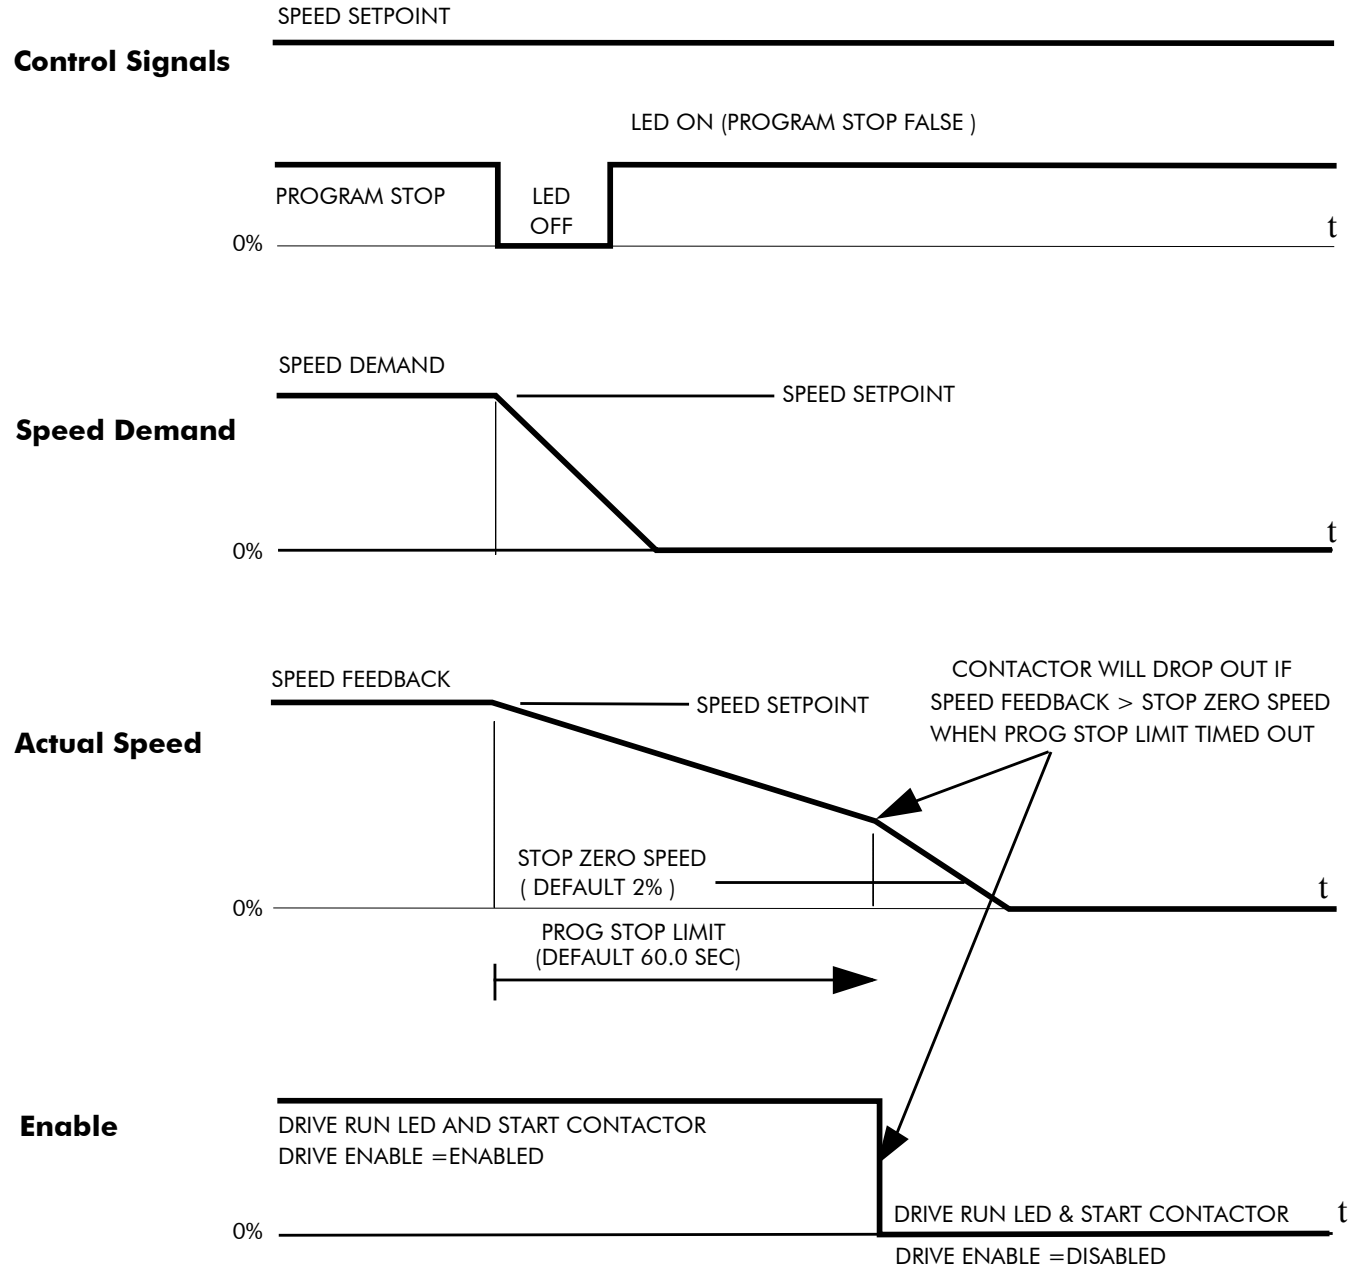 SPEED SETPOINT
Control Signals
LED ON (PROGRAM STOP FALSE )
PROGRAM STOP
LED
OFF
t
0%
SPEED DEMAND
SPEED SETPOINT
Speed Demand
t
0%
CONTACTOR WILL DROP OUT IF
SPEED FEEDBACK > STOP ZERO SPEED
WHEN PROG STOP LIMIT TIMED OUT
SPEED FEEDBACK
SPEED SETPOINT
Actual Speed
STOP ZERO SPEED
( DEFAULT 2% )
t
0%
PROG STOP LIMIT
(DEFAULT 60.0 SEC)
Enable
DRIVE RUN LED AND START CONTACTOR
DRIVE ENABLE =ENABLED
DRIVE RUN LED & START CONTACTOR
t
0%
DRIVE ENABLE =DISABLED